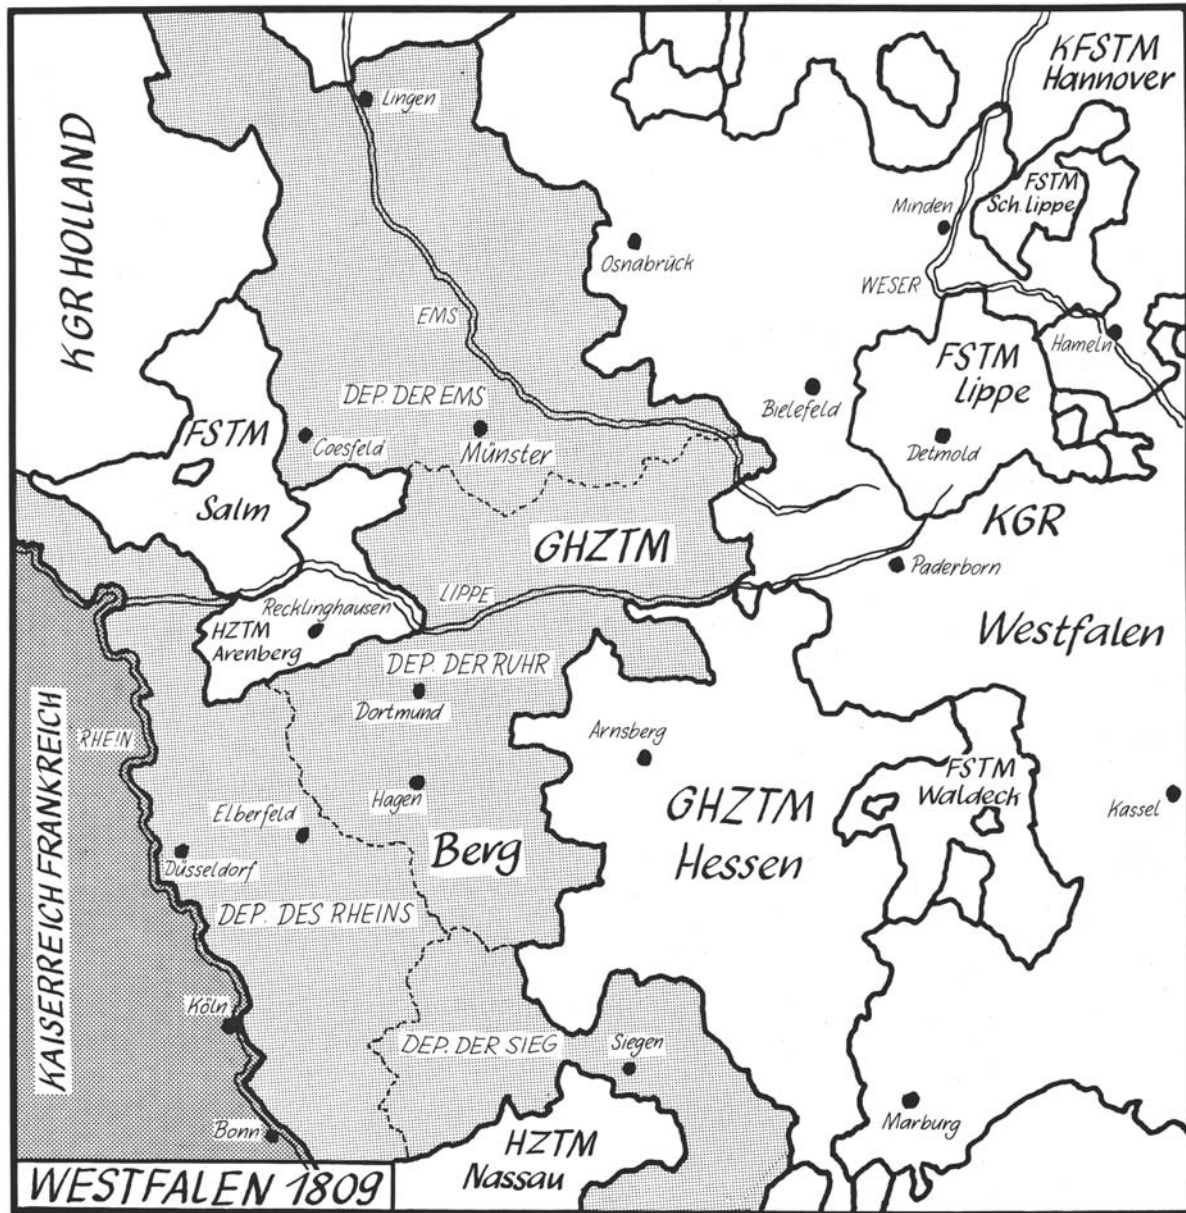 KFSTM
Hannover
Lingen
KGR HOLLAND
FSTM
Sch. Lippe
Minden
Osnabrück
WESER
EMS
Hameln
FSTM
Lippe
DEP. DER EMS
Bielefeld
FSTM
Coesfeld
Münster
Detmold
Salm
GHZTM
KGR
Paderborn
LIPPE
Recklinghausen
HZTM
Arenberg
Westfalen
DEP. DER RUHR
Dortmund
KAISERREICH FRANKREICH
RHEIN
Arnsberg
FSTM
Waldeck
Hagen
GHZTM
Hessen
Kassel
Elberfeld
Berg
Düsseldorf
DEP. DES RHEINS
Köln
DEP. DER SIEG
Siegen
Marburg
Bonn
HZTM
Nassau
WESTFALEN 1809